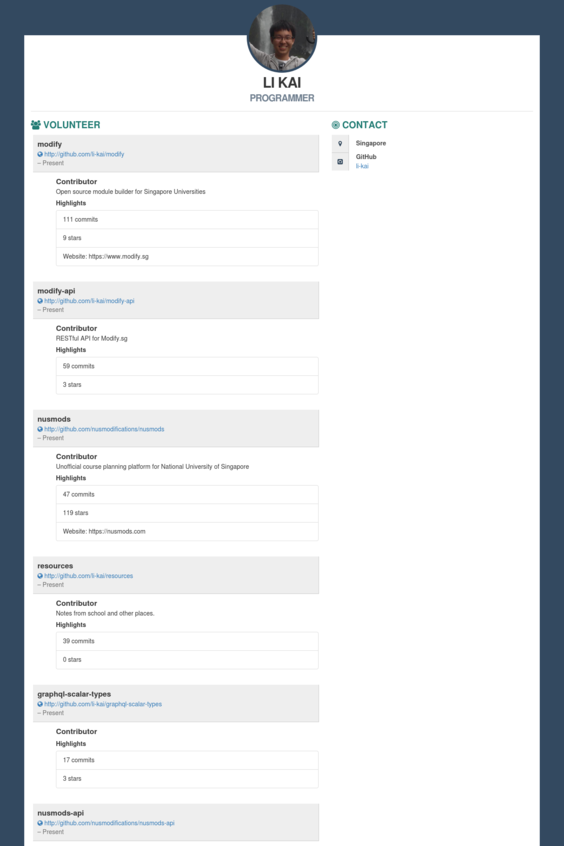 LI KAI
PROGRAMMER
VOLUNTEER
modify
http://github.com/li-kai/modify
– Present
Contributor
Open source module builder for Singapore Universities
Highlights
111 commits
9 stars
Website: https://www.modify.sg
modify-api
http://github.com/li-kai/modify-api
– Present
Contributor
RESTful API for Modify.sg
Highlights
59 commits
3 stars
nusmods
http://github.com/nusmodifications/nusmods
– Present
Contributor
Unofficial course planning platform for National University of Singapore
Highlights
47 commits
119 stars
Website: https://nusmods.com
resources
http://github.com/li-kai/resources
– Present
Contributor
Notes from school and other places.
Highlights
39 commits
0 stars
graphql-scalar-types
http://github.com/li-kai/graphql-scalar-types
– Present
Contributor
Highlights
17 commits
3 stars
nusmods-api
http://github.com/nusmodifications/nusmods-api
– Present
CONTACT
Singapore
GitHub
li-kai